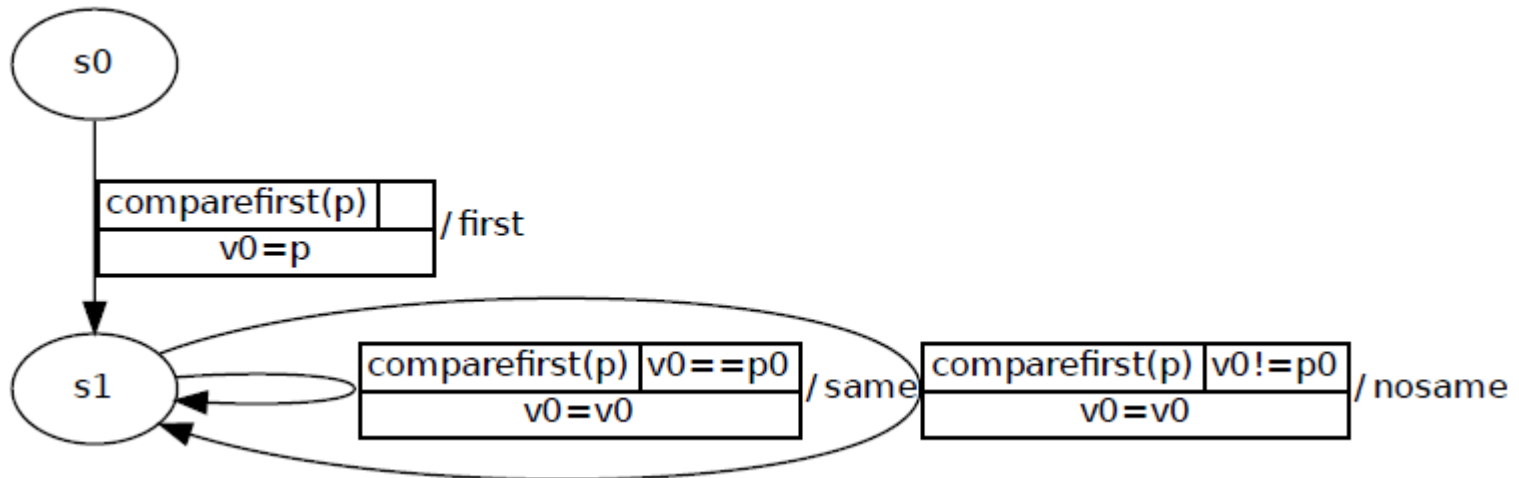 s0
comparefirst(p)
v0=p
/ first
s1
comparefirst(p) v0==p0
v0=v0
/ same
comparefirst(p) v0!=p0
v0=v0
/ nosame